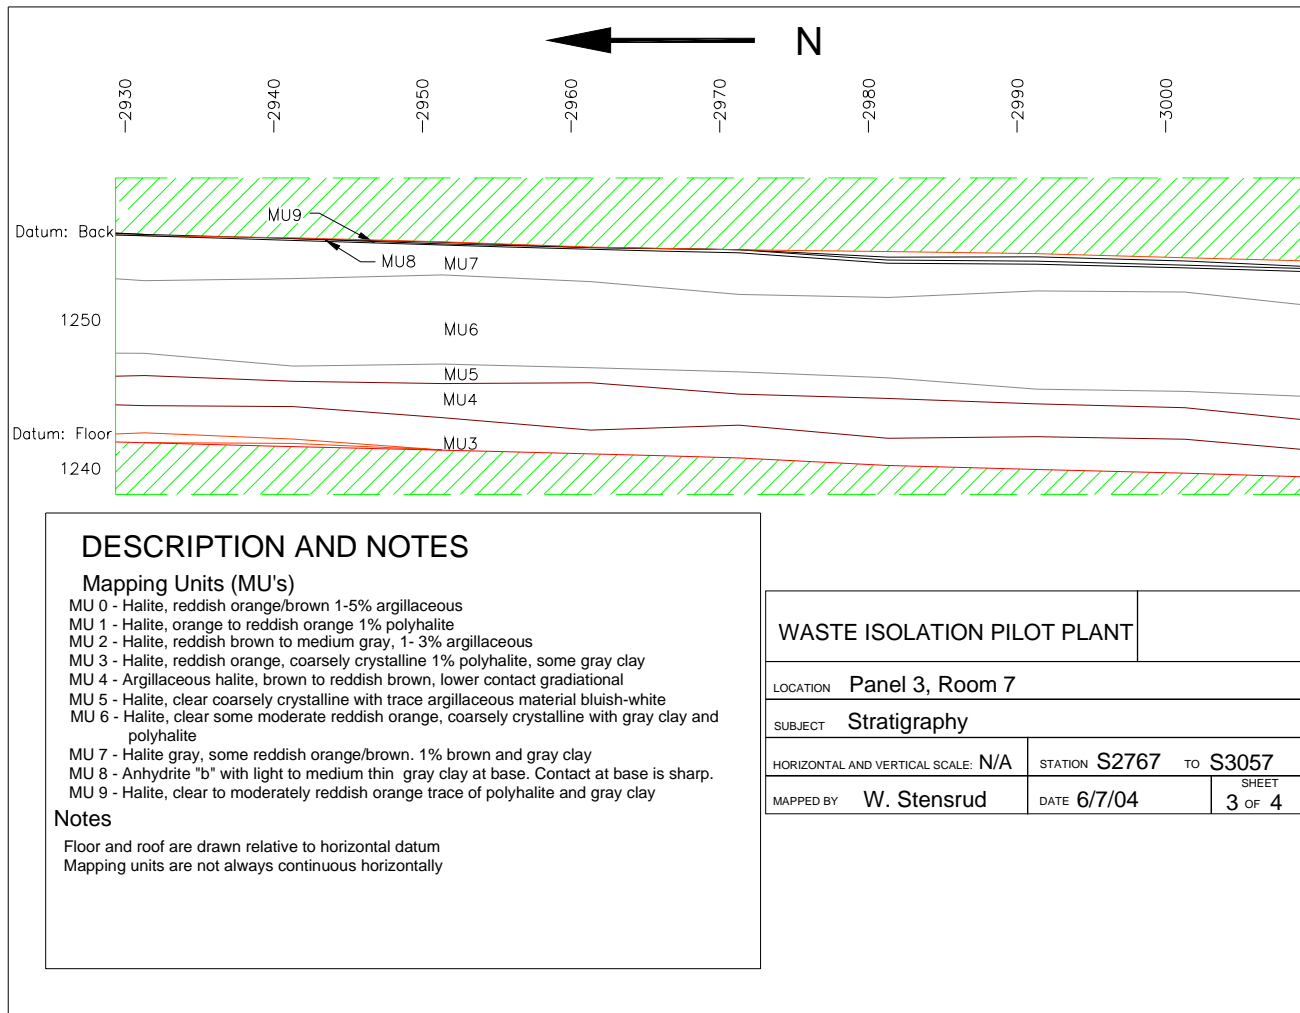 N
-2930
-2940
-2950
-2960
-2970
-2980
-2990
-3000
MU9
Datum: Back
MU8
MU7
1250
MU6
MU5
MU4
Datum: Floor
MU3
1240
DESCRIPTION AND NOTES
Mapping Units (MU's)
MU 0 - Halite, reddish orange/brown 1-5% argillaceous
MU 1 - Halite, orange to reddish orange 1% polyhalite
MU 2 - Halite, reddish brown to medium gray, 1- 3% argillaceous
MU 3 - Halite, reddish orange, coarsely crystalline 1% polyhalite, some gray clay
MU 4 - Argillaceous halite, brown to reddish brown, lower contact gradiational
MU 5 - Halite, clear coarsely crystalline with trace argillaceous material bluish-white
MU 6 - Halite, clear some moderate reddish orange, coarsely crystalline with gray clay and
polyhalite
MU 7 - Halite gray, some reddish orange/brown. 1% brown and gray clay
MU 8 - Anhydrite "b" with light to medium thin gray clay at base. Contact at base is sharp.
MU 9 - Halite, clear to moderately reddish orange trace of polyhalite and gray clay
Notes
Floor and roof are drawn relative to horizontal datum
Mapping units are not always continuous horizontally
WASTE ISOLATION PILOT PLANT
LOCATION Panel 3, Room 7
SUBJECT Stratigraphy
HORIZONTAL AND VERTICAL SCALE: N/A
STATION S2767 TO S3057
MAPPED BY W. Stensrud
DATE 6/7/04
SHEET
3 OF 4